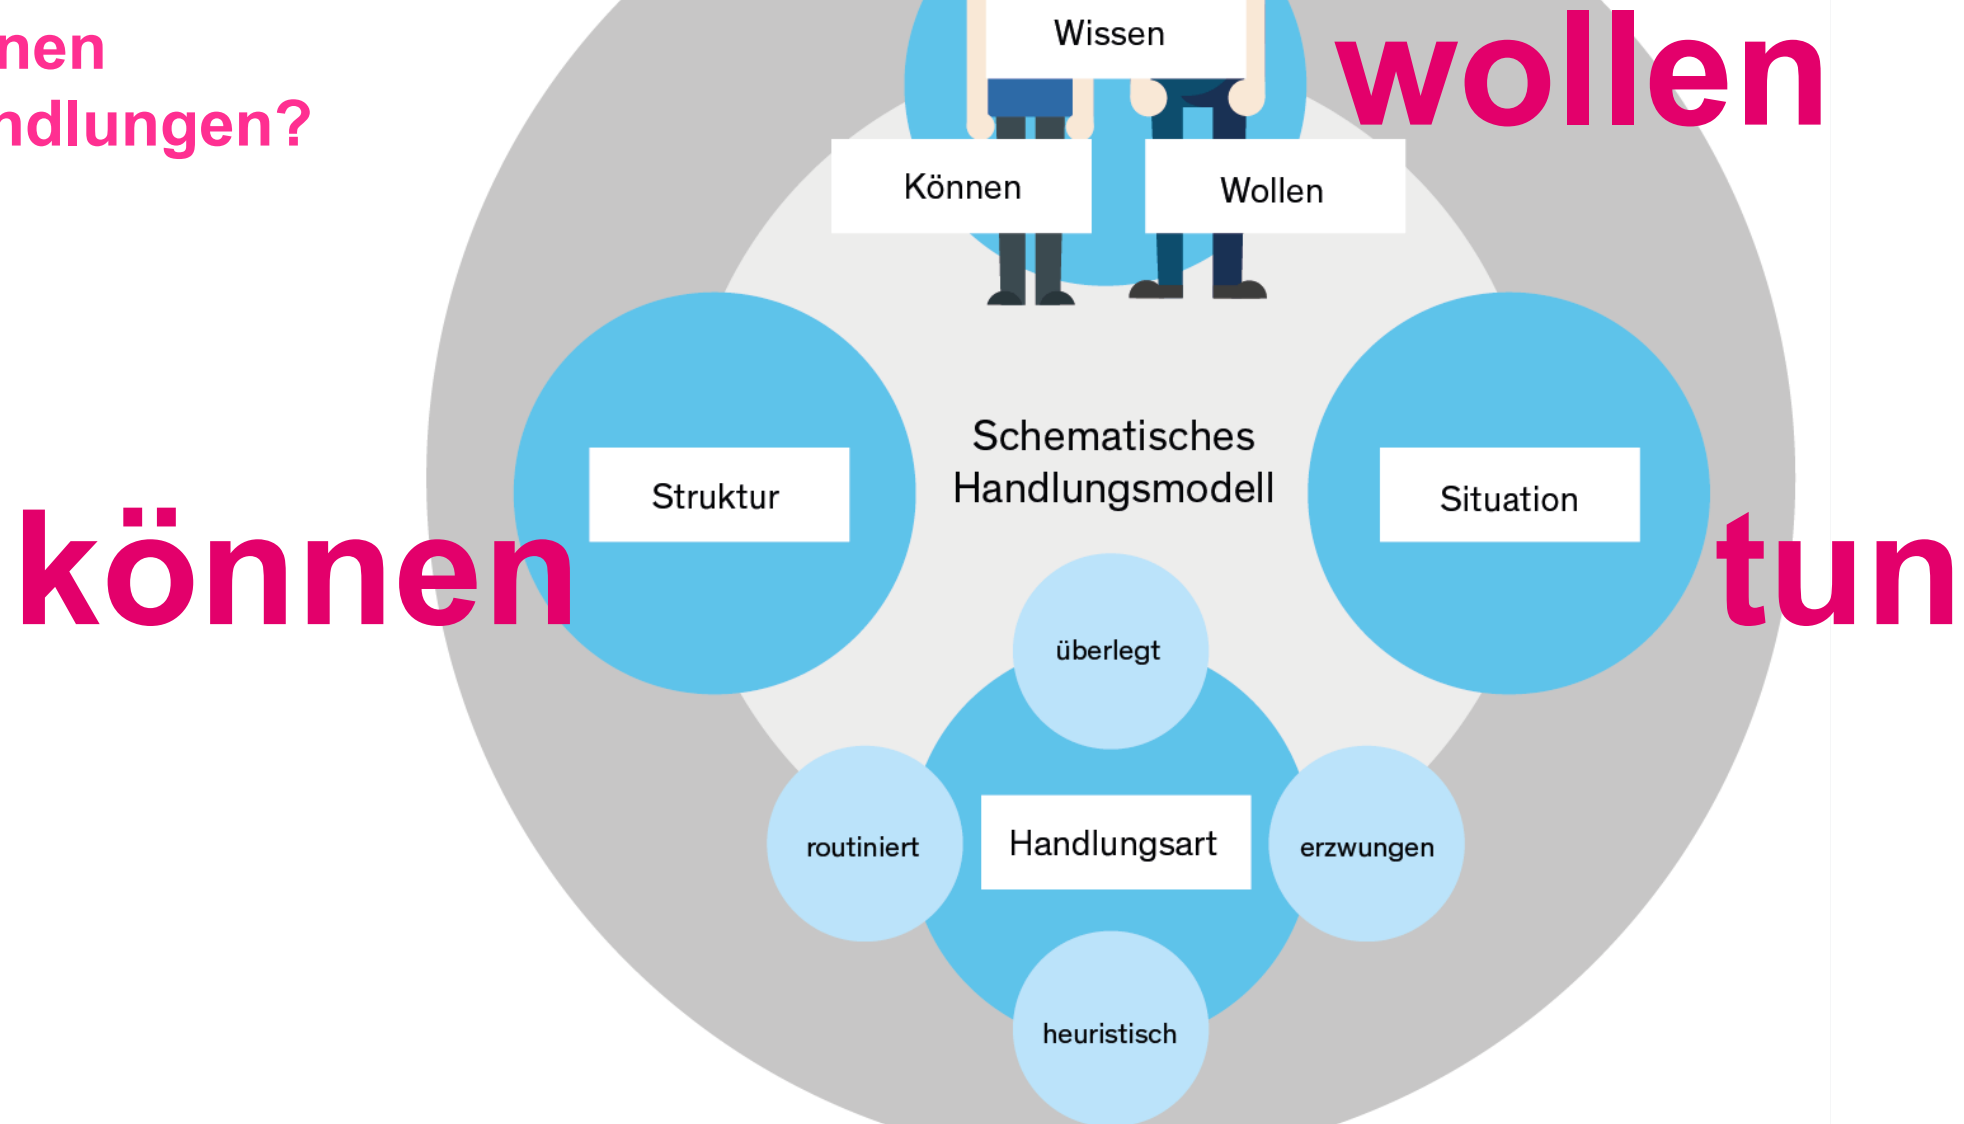 nen
ndlungen?
Wissen
wollen
Können
Wollen
Schematisches
Handlungsmodell
Struktur
Situation
können
tun
überlegt
routiniert
Handlungsart
erzwungen
heuristisch